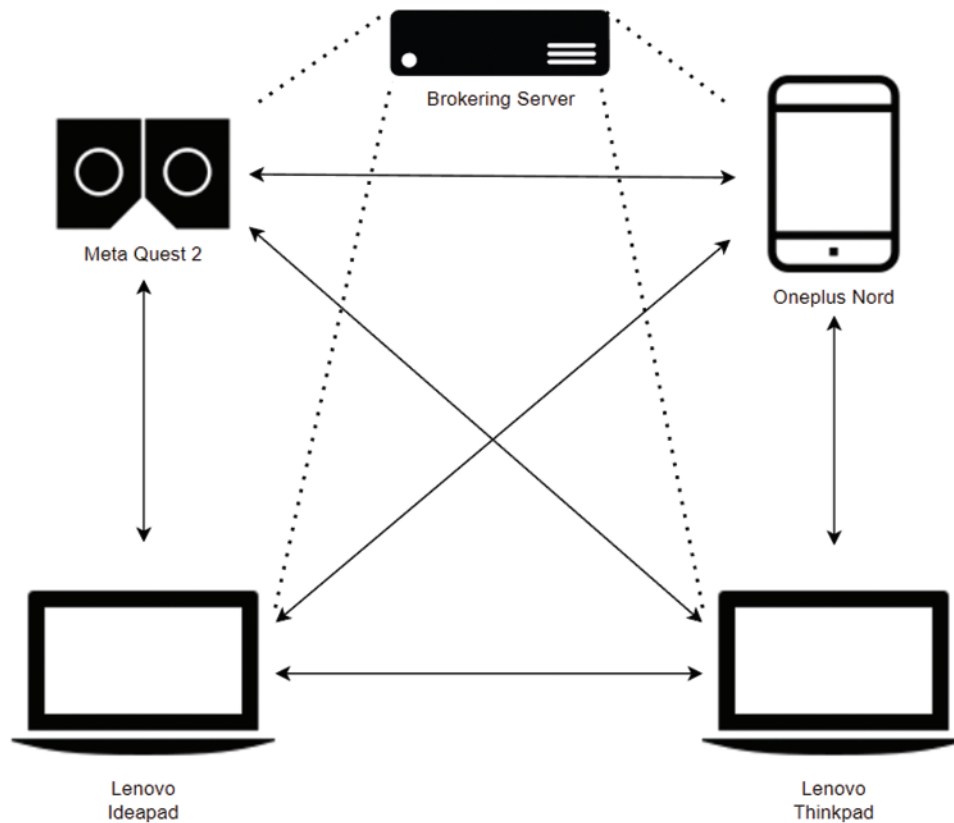 Brokering Server
Meta Quest 2
Oneplus Nord
Lenovo
Ideapad
Lenovo
Thinkpad